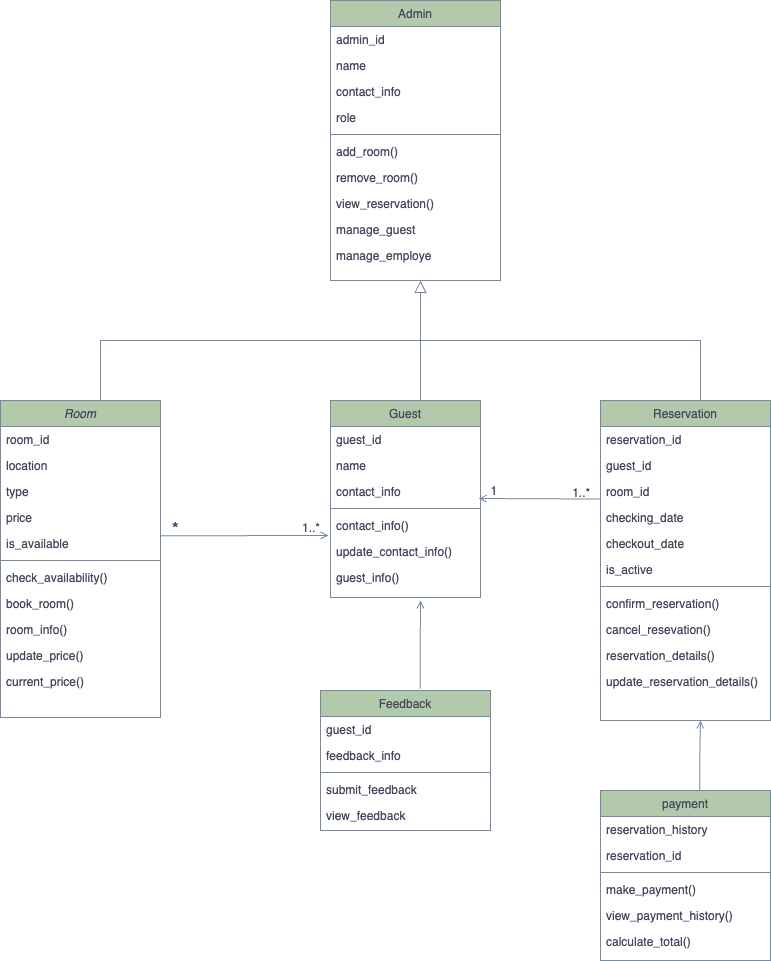 Admin
admin_id
name
contact_info
role
add_room()
remove_room()
view_reservation()
manage_guest
manage_employe
Room
room_id
location
type
price
is_available
check_availability()
book_room()
room_info()
update_price()
current_price()
*
1..*
Guest
guest_id
name
contact_info
contact_info()
update_contact_info()
guest_info()
1
1..*
Reservation
reservation_id
guest_id
room_id
checking_date
checkout_date
is_active
confirm_reservation()
cancel_resevation()
reservation_details()
update_reservation_details()
Feedback
guest_id
feedback_info
submit_feedback
view_feedback
payment
reservation_history
reservation_id
make_payment()
view_payment_history()
calculate_total()